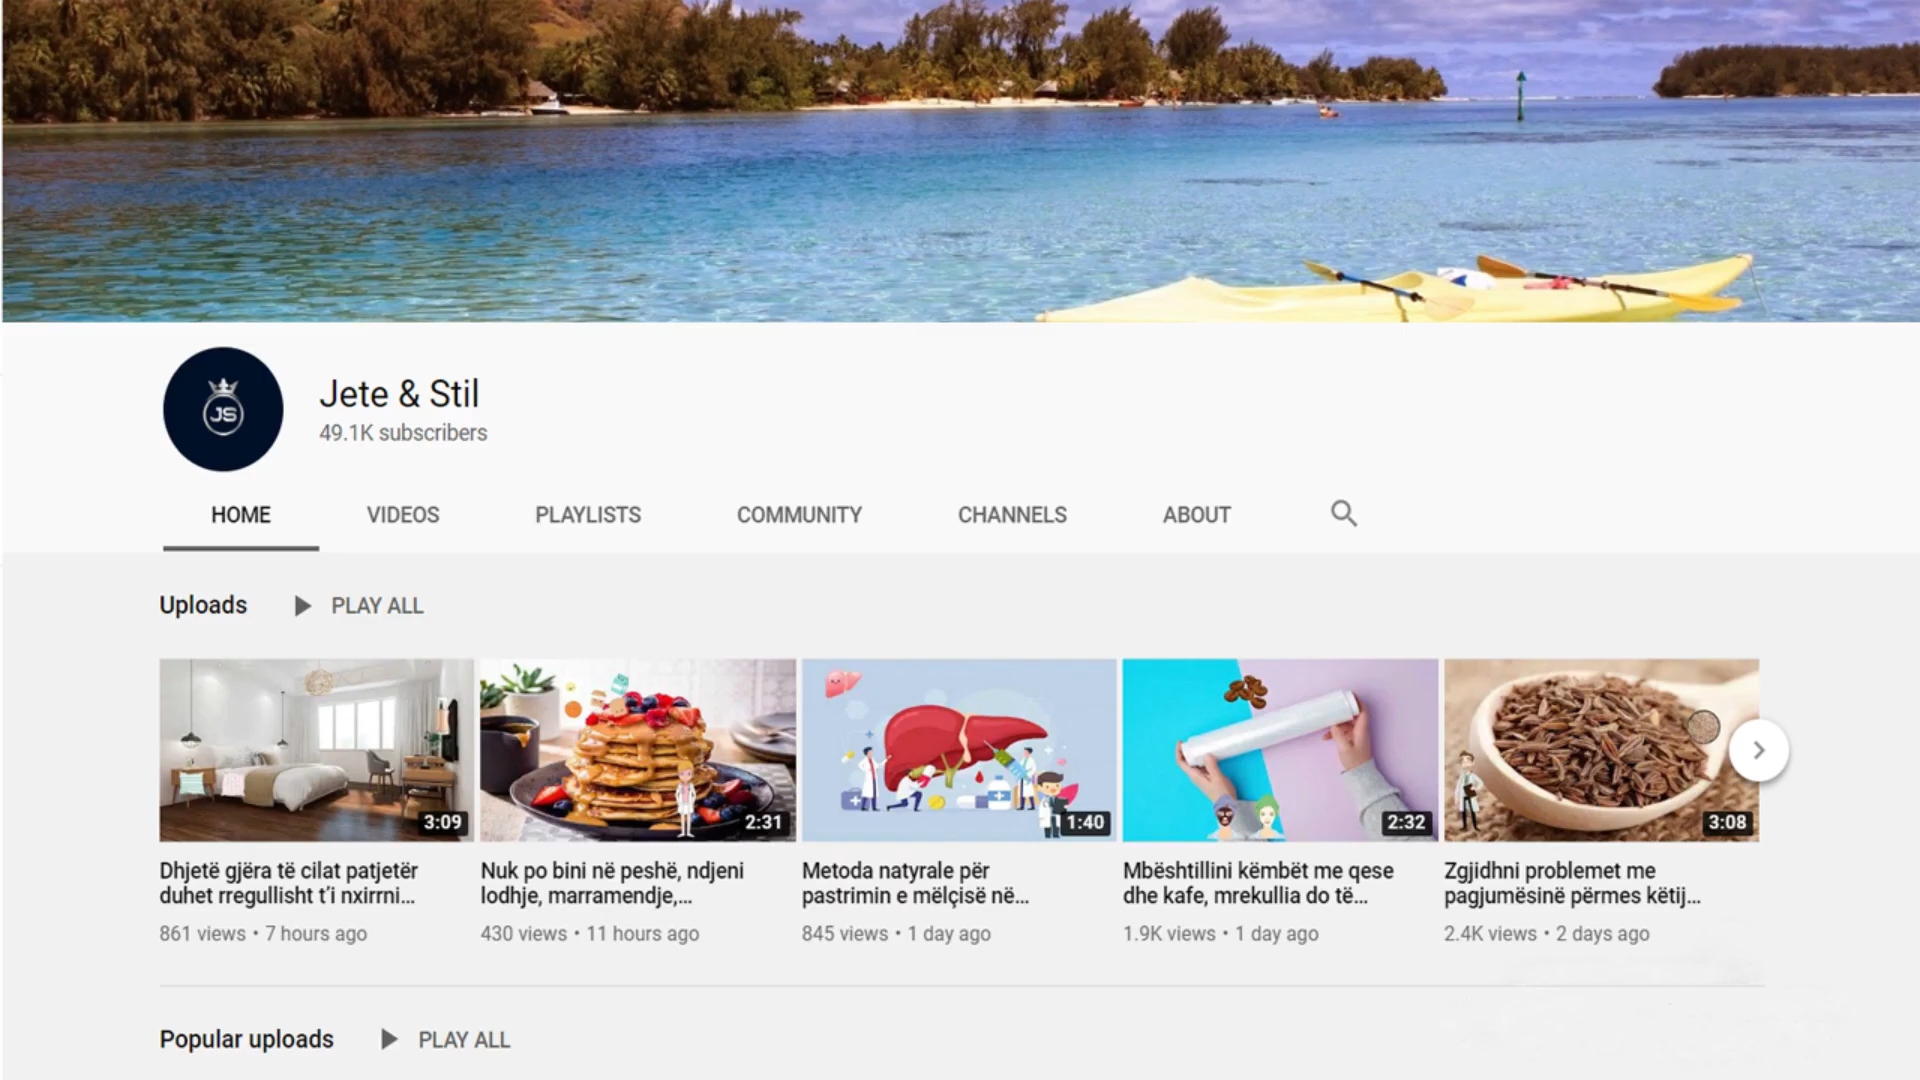 JS
Jete & Stil
49.1K subscribers
HOME VIDEOS PLAYLISTS COMMUNITY CHANNELS ABOUT
Uploads PLAY ALL
3:09 2:31 1:40 2:32 3:08
Dhjetë gjëra të cilat patjetër
duhet rregullisht t'i nxirrni...
861 views • 7 hours ago
Nuk po bini në peshë, ndjeni
lodhje, marramendje,...
430 views • 11 hours ago
Metoda natyrale për
pastrimin e mëlçisë në...
845 views • 1 day ago
Mbështillini këmbët me qese
dhe kafe, mrekullia do të...
1.9K views • 1 day ago
Zgjidhni problemet me
pagjumësinë përmes këtij...
2.4K views • 2 days ago
Popular uploads PLAY ALL